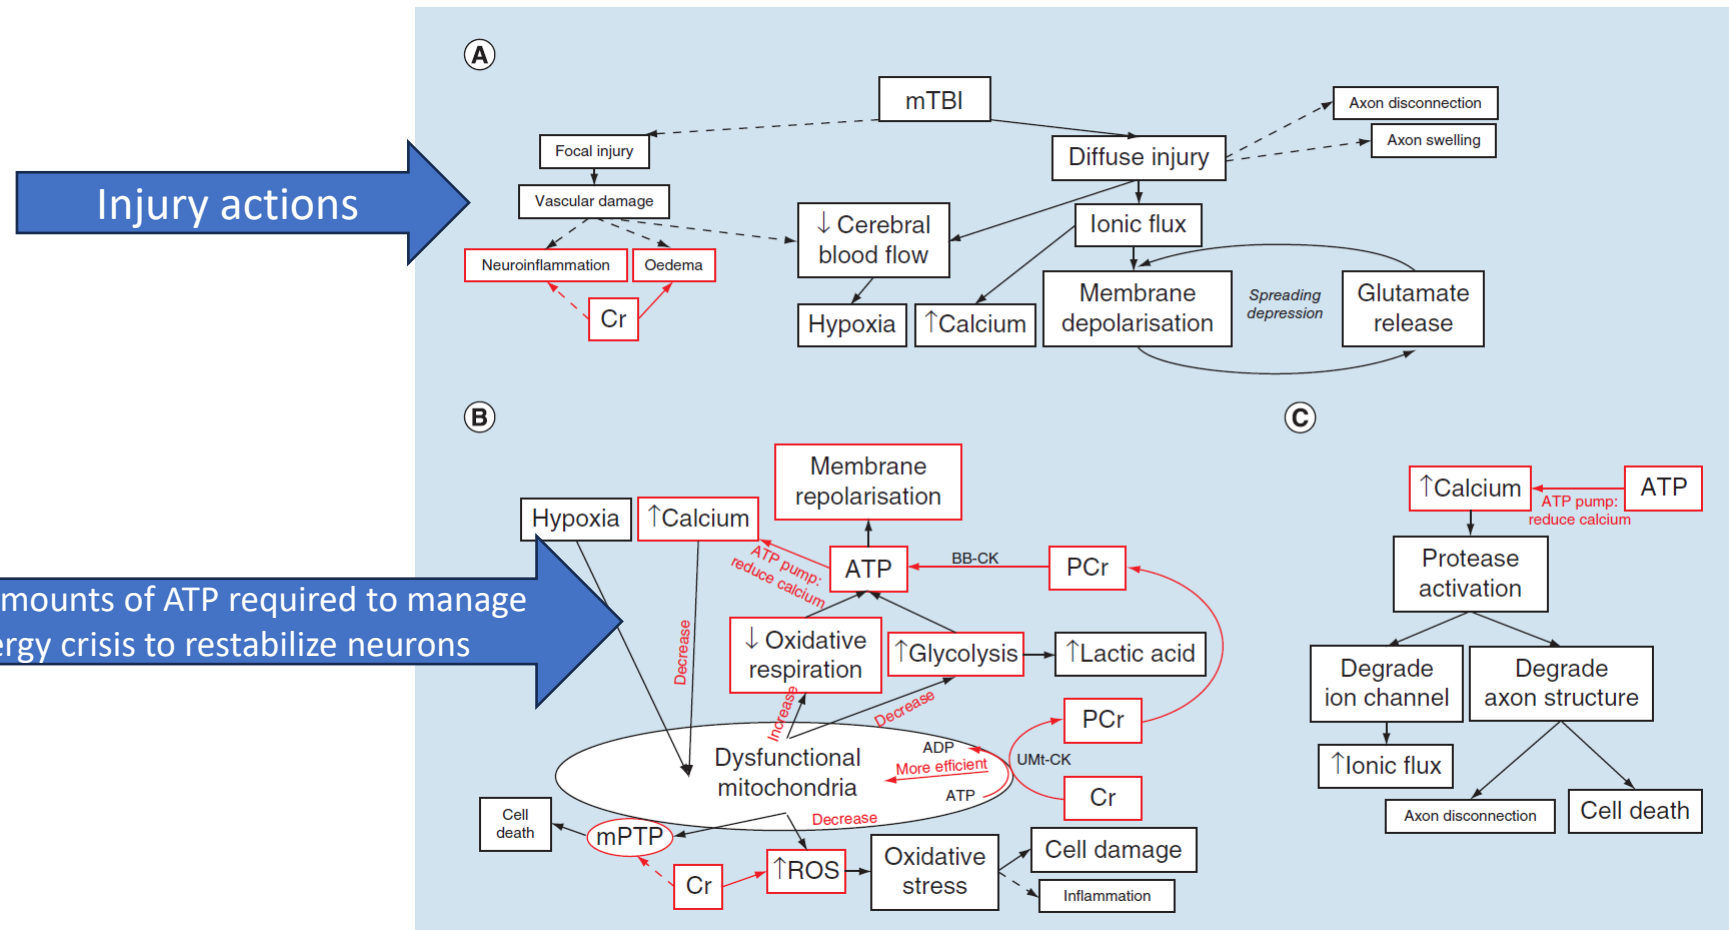 A
mTBI
Axon disconnection
Focal injury
Axon swelling
Diffuse injury
Injury actions
Vascular damage
↓ Cerebral
blood flow
Ionic flux
Neuroinflammation
Oedema
Cr
Hypoxia
↑Calcium
Membrane
depolarisation
Spreading
depression
Glutamate
release
B
C
Membrane
repolarisation
Hypoxia
↑Calcium
ATP pump:
reduce calcium
ATP
BB-CK
PCr
mounts of ATP required to manage
ergy crisis to restabilize neurons
Decrease
↓ Oxidative
respiration
↑Glycolysis
↑Lactic acid
Increase
Decrease
PCr
Dysfunctional
mitochondria
ADP
More efficient
ATP
UMt-CK
Cr
Cell
death
mPTP
Decrease
Cr
↑ROS
Oxidative
stress
Cell damage
Inflammation
↑Calcium
ATP pump:
reduce calcium
ATP
Protease
activation
Degrade
ion channel
Degrade
axon structure
↑Ionic flux
Axon disconnection
Cell death